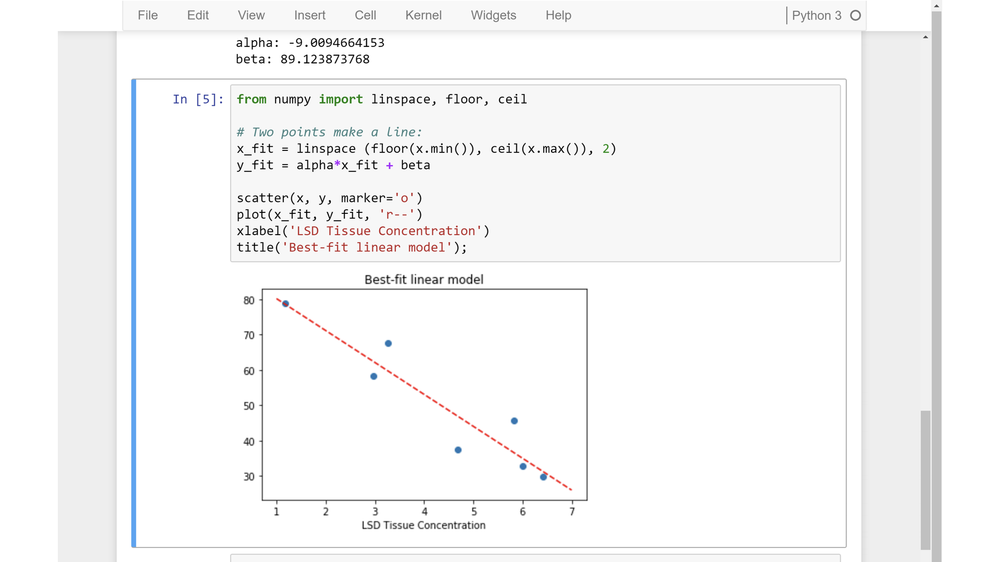 File Edit View Insert Cell Kernel Widgets Help Python 3
alpha: -9.0094664153
beta: 89.123873768
In [5]:
from numpy import linspace, floor, ceil
# Two points make a line:
x_fit = linspace (floor(x.min()), ceil(x.max()), 2)
y_fit = alpha*x_fit + beta
scatter(x, y, marker='o')
plot(x_fit, y_fit, 'r--')
xlabel('LSD Tissue Concentration')
title('Best-fit linear model');
Best-fit linear model
80
70
60
50
40
30
1 2 3 4 5 6 7
LSD Tissue Concentration